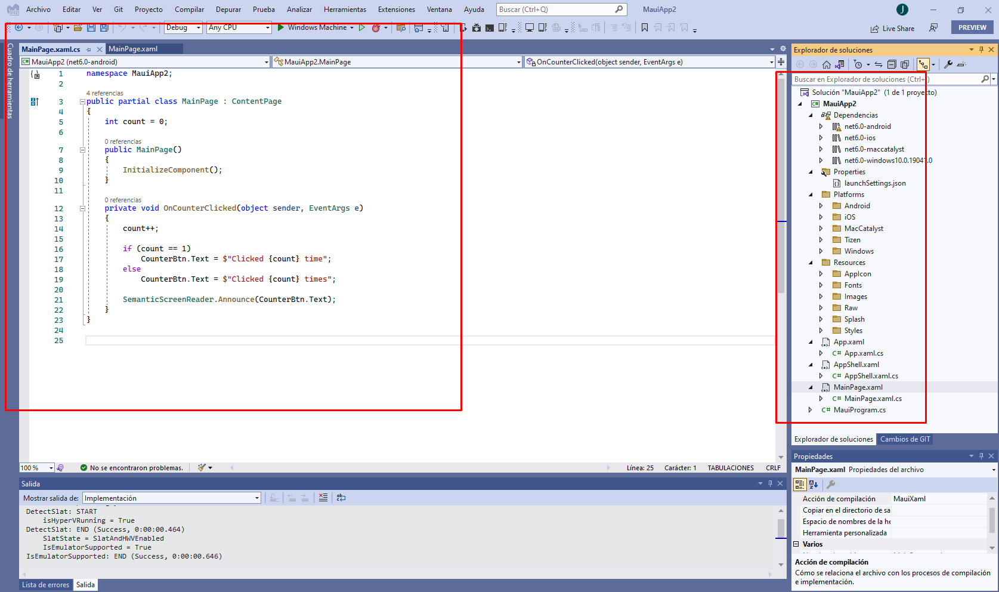 Archivo Editar Ver Git Proyecto Compilar Depurar Prueba Analizar Herramientas Extensiones Ventana Ayuda Buscar (Ctrl+Q) MauiApp2 J
Debug Any CPU Windows Machine Live Share PREVIEW
Cuadro de herramientas
MainPage.xaml.cs MainPage.xaml
MauiApp2 (net6.0-android) MauiApp2.MainPage OnCounterClicked(object sender, EventArgs e)
1 namespace MauiApp2;
2
4 referencias
3 public partial class MainPage : ContentPage
4 {
5 int count = 0;
6
0 referencias
7 public MainPage()
8 {
9 InitializeComponent();
10 }
11
0 referencias
12 private void OnCounterClicked(object sender, EventArgs e)
13 {
14 count++;
15
16 if (count == 1)
17 CounterBtn.Text = $"Clicked {count} time";
18 else
19 CounterBtn.Text = $"Clicked {count} times";
20
21 SemanticScreenReader.Announce(CounterBtn.Text);
22 }
23 }
24
25
100 % No se encontraron problemas. Línea: 25 Carácter: 1 TABULACIONES CRLF
Salida
Mostrar salida de: Implementación
DetectSlat: START
isHyperVRunning = True
DetectSlat: END (Success, 0:00:00.464)
SlatState = SlatAndHWVEnabled
IsEmulatorSupported = True
IsEmulatorSupported: END (Success, 0:00:00.646)
Lista de errores Salida
Explorador de soluciones
Buscar en Explorador de soluciones (Ctrl+
Solución "MauiApp2" (1 de 1 proyecto)
MauiApp2
Dependencias
net6.0-android
net6.0-ios
net6.0-maccatalyst
net6.0-windows10.0.19041.0
Properties
launchSettings.json
Platforms
Android
iOS
MacCatalyst
Tizen
Windows
Resources
AppIcon
Fonts
Images
Raw
Splash
Styles
App.xaml
C# App.xaml.cs
AppShell.xaml
C# AppShell.xaml.cs
MainPage.xaml
C# MainPage.xaml.cs
C# MauiProgram.cs
Explorador de soluciones Cambios de GIT
Propiedades
MainPage.xaml Propiedades del archivo
Acción de compilación MauiXaml
Copiar en el directorio de sa
Espacio de nombres de la he
Herramienta personalizada
Varios
Acción de compilación
Cómo se relaciona el archivo con los procesos de compilación
e implementación.